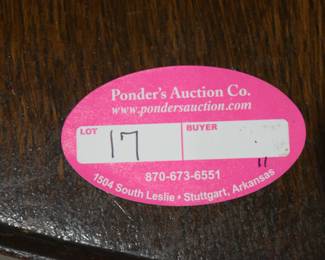 Ponder's Auction Co.
www.pondersauction.com
LOT 17 BUYER
870-673-6551
1504 South Leslie • Stuttgart, Arkansas